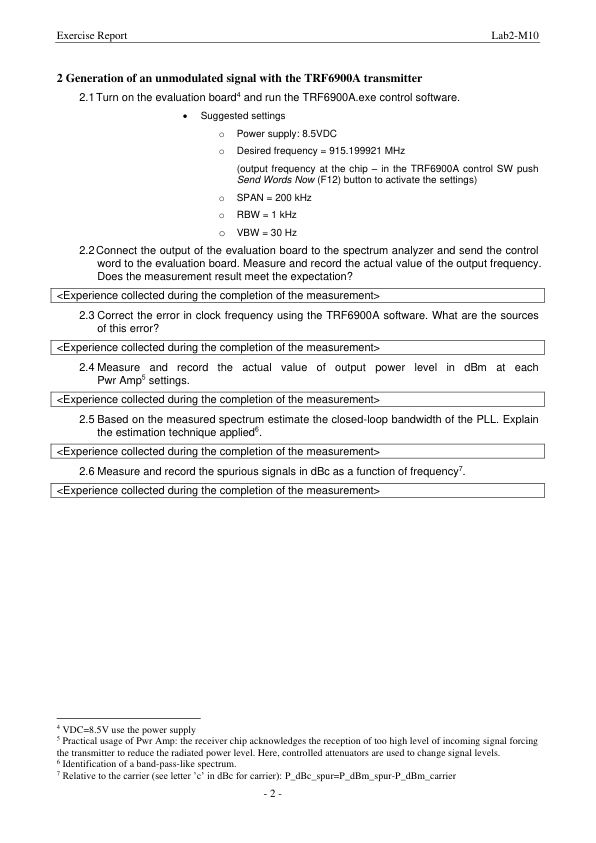 Exercise Report Lab2-M10
2 Generation of an unmodulated signal with the TRF6900A transmitter
2.1 Turn on the evaluation board4 and run the TRF6900A.exe control software.
• Suggested settings
o Power supply: 8.5VDC
o Desired frequency = 915.199921 MHz
(output frequency at the chip – in the TRF6900A control SW push
Send Words Now (F12) button to activate the settings)
o SPAN = 200 kHz
o RBW = 1 kHz
o VBW = 30 Hz
2.2 Connect the output of the evaluation board to the spectrum analyzer and send the control
word to the evaluation board. Measure and record the actual value of the output frequency.
Does the measurement result meet the expectation?
<Experience collected during the completion of the measurement>
2.3 Correct the error in clock frequency using the TRF6900A software. What are the sources
of this error?
<Experience collected during the completion of the measurement>
2.4 Measure and record the actual value of output power level in dBm at each
Pwr Amp5 settings.
<Experience collected during the completion of the measurement>
2.5 Based on the measured spectrum estimate the closed-loop bandwidth of the PLL. Explain
the estimation technique applied6.
<Experience collected during the completion of the measurement>
2.6 Measure and record the spurious signals in dBc as a function of frequency7.
<Experience collected during the completion of the measurement>
4 VDC=8.5V use the power supply
5 Practical usage of Pwr Amp: the receiver chip acknowledges the reception of too high level of incoming signal forcing
the transmitter to reduce the radiated power level. Here, controlled attenuators are used to change signal levels.
6 Identification of a band-pass-like spectrum.
7 Relative to the carrier (see letter 'c' in dBc for carrier): P_dBc_spur=P_dBm_spur-P_dBm_carrier
- 2 -